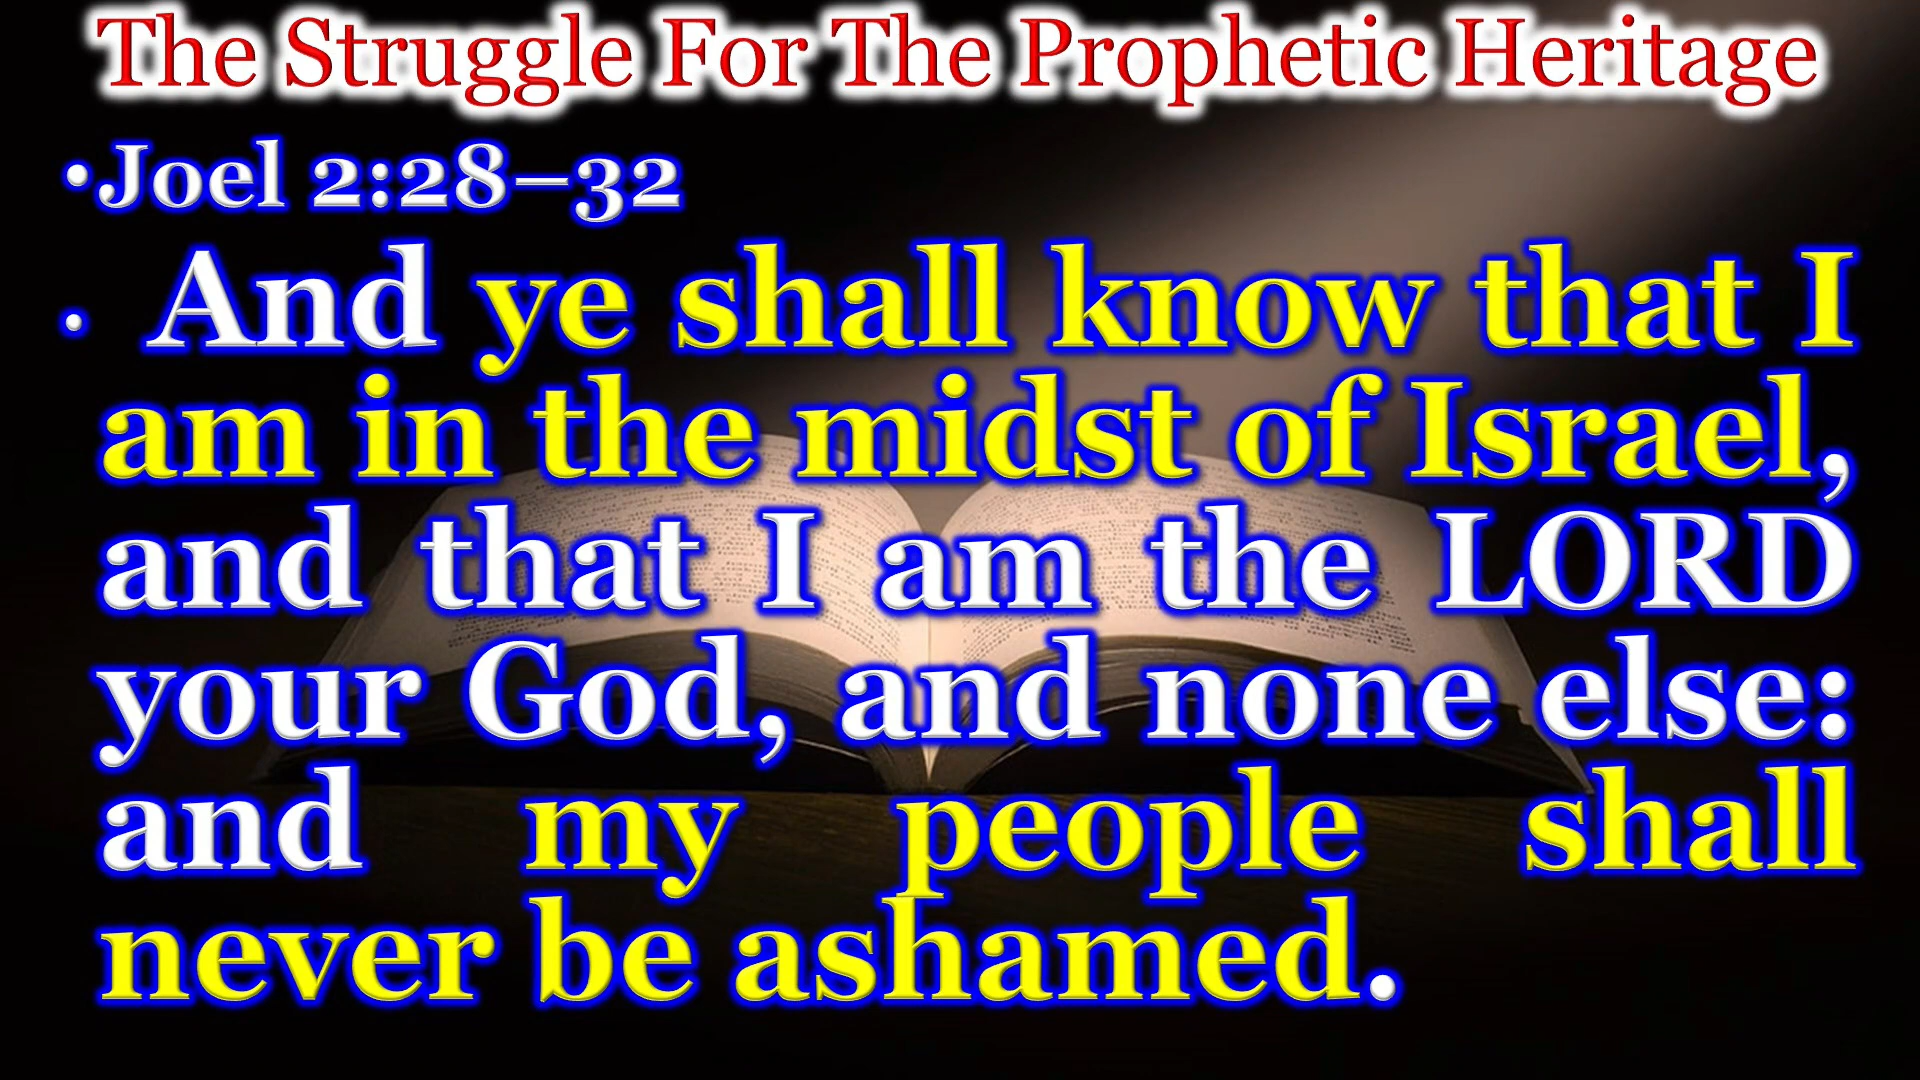 The Struggle For The Prophetic Heritage
•Joel 2:28–32
• And ye shall know that I
am in the midst of Israel,
and that I am the LORD
your God, and none else:
and my people shall
never be ashamed.